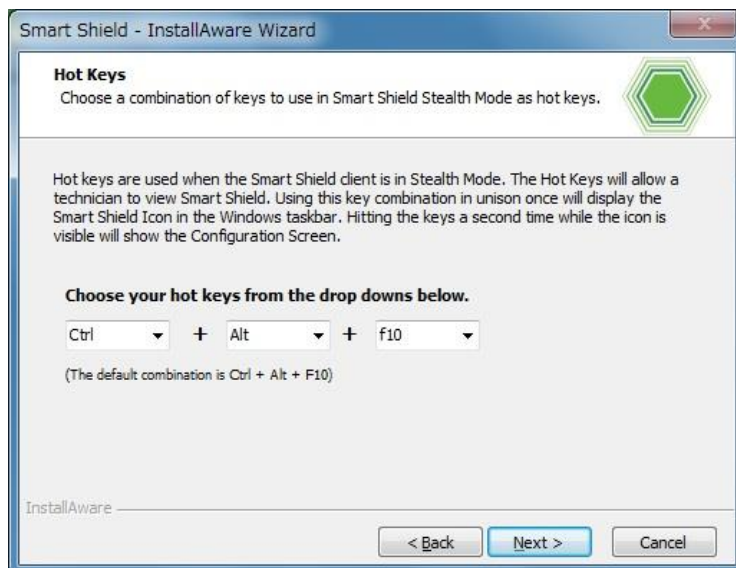 Smart Shield - InstallAware Wizard
Hot Keys
Choose a combination of keys to use in Smart Shield Stealth Mode as hot keys.
Hot keys are used when the Smart Shield client is in Stealth Mode. The Hot Keys will allow a
technician to view Smart Shield. Using this key combination in unison once will display the
Smart Shield Icon in the Windows taskbar. Hitting the keys a second time while the icon is
visible will show the Configuration Screen.
Choose your hot keys from the drop downs below.
Ctrl + Alt + f10
(The default combination is Ctrl + Alt + F10)
InstallAware
< Back Next > Cancel